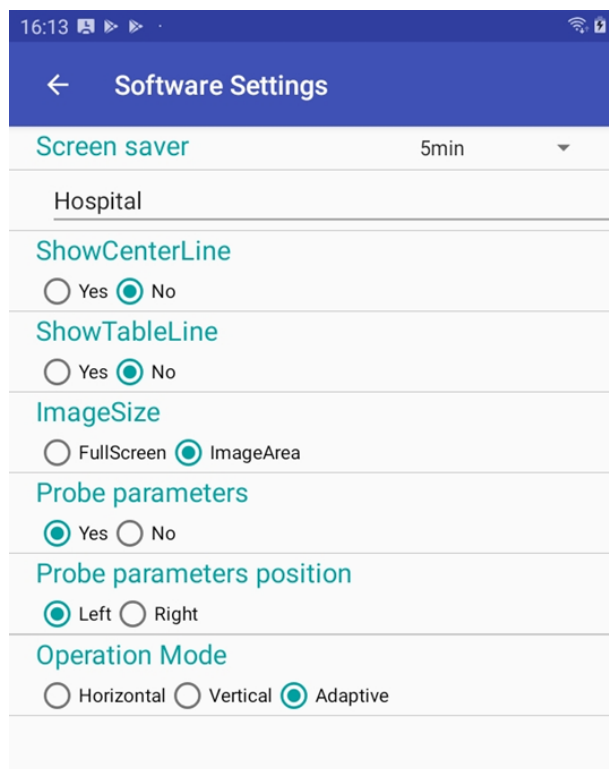 16:13
Software Settings
Screen saver 5min
Hospital
ShowCenterLine
Yes No
ShowTableLine
Yes No
ImageSize
FullScreen ImageArea
Probe parameters
Yes No
Probe parameters position
Left Right
Operation Mode
Horizontal Vertical Adaptive